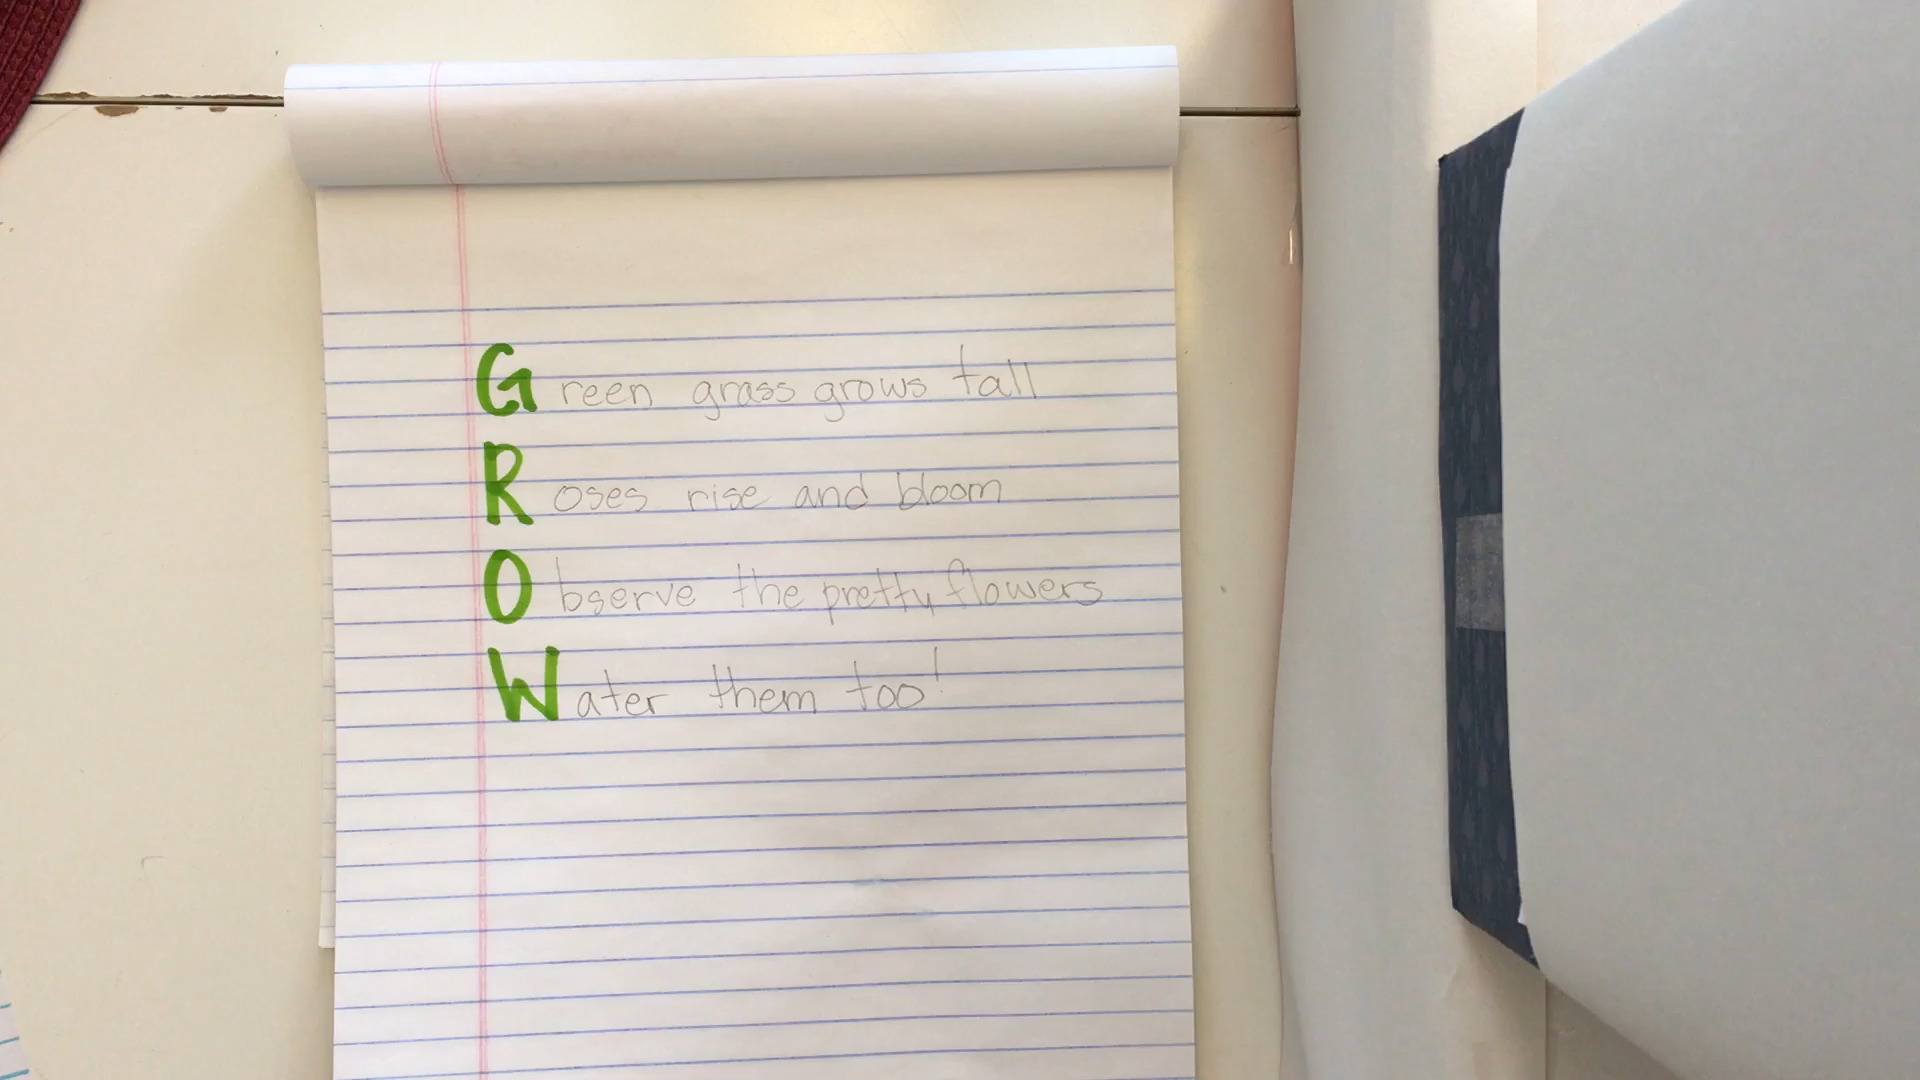 Green grass grows tall
Roses rise and bloom
Observe the pretty flowers
Water them too!